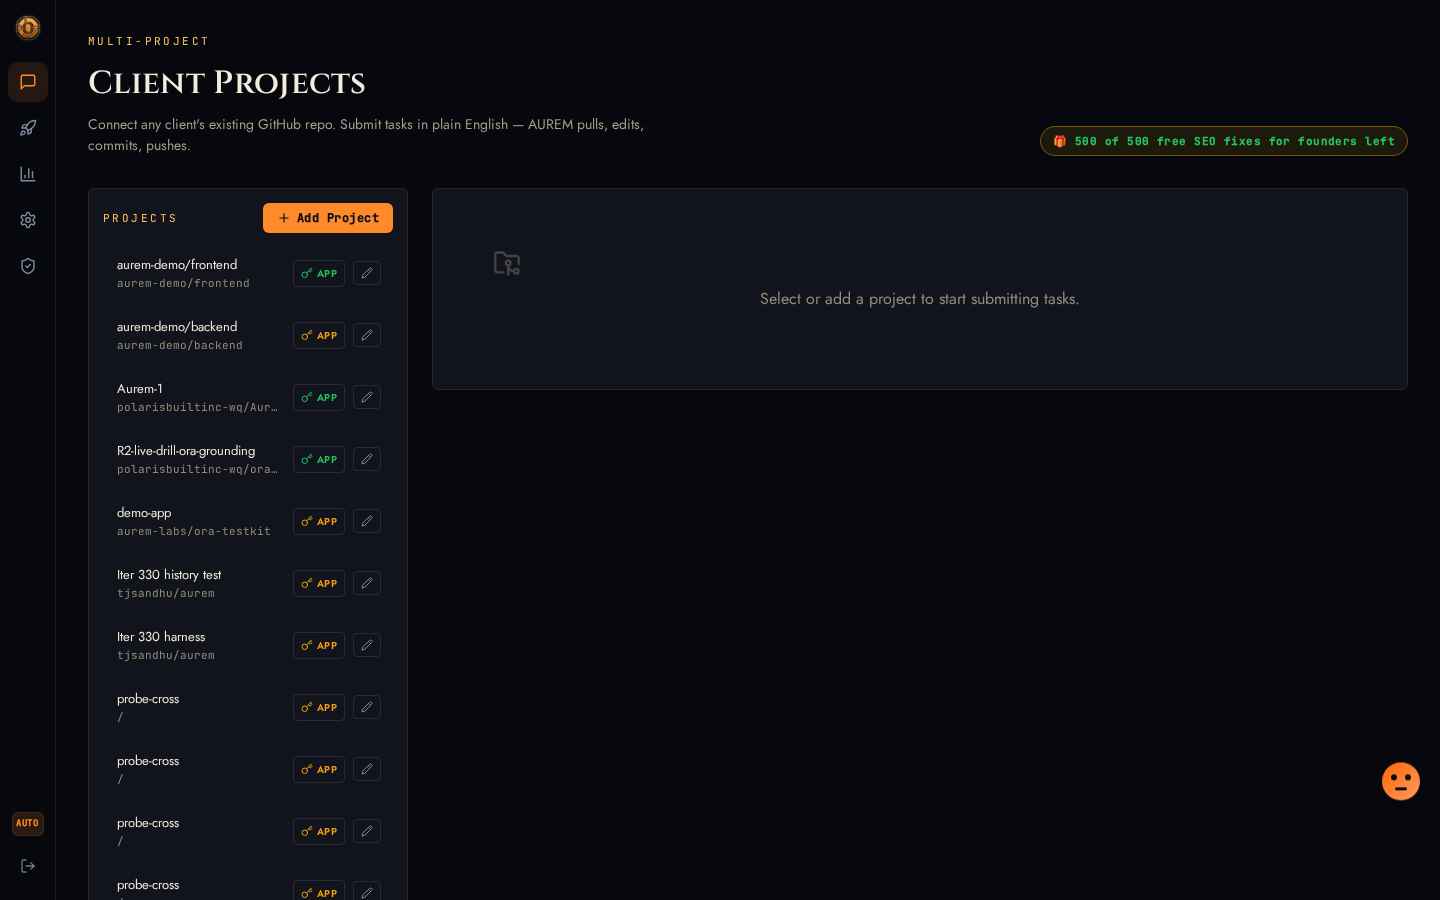 MULTI-PROJECT
Client Projects
Connect any client's existing GitHub repo. Submit tasks in plain English — AUREM pulls, edits,
commits, pushes.
🎁 500 of 500 free SEO fixes for founders left
PROJECTS
+ Add Project
aurem-demo/frontend
aurem-demo/frontend
APP
aurem-demo/backend
aurem-demo/backend
APP
Aurem-1
polarisbuiltinc-wq/Aur…
APP
R2-live-drill-ora-grounding
polarisbuiltinc-wq/ora…
APP
demo-app
aurem-labs/ora-testkit
APP
Iter 330 history test
tjsandhu/aurem
APP
Iter 330 harness
tjsandhu/aurem
APP
probe-cross
/
APP
probe-cross
/
APP
probe-cross
/
APP
probe-cross
APP
Select or add a project to start submitting tasks.
AUTO